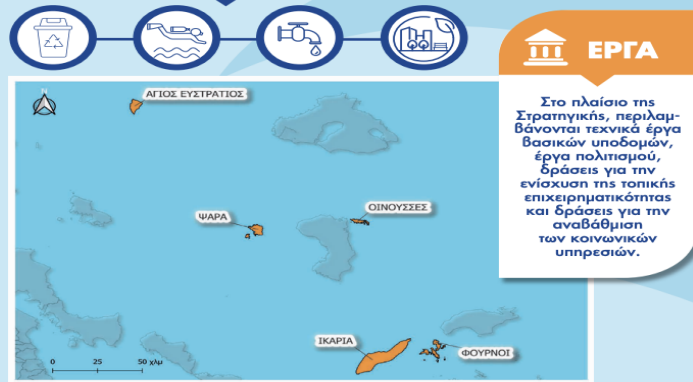 ΕΡΓΑ
Στο πλαίσιο της
Στρατηγικής, περιλαμ-
βάνονται τεχνικά έργα
βασικών υποδομών,
έργα πολιτισμού,
δράσεις για την
ενίσχυση της τοπικής
επιχειρηματικότητας
και δράσεις για την
αναβάθμιση
των κοινωνικών
υπηρεσιών.
N
ΑΓΙΟΣ ΕΥΣΤΡΑΤΙΟΣ
ΨΑΡΑ
ΟΙΝΟΥΣΣΕΣ
ΙΚΑΡΙΑ
ΦΟΥΡΝΟΙ
0 25 50 χλμ